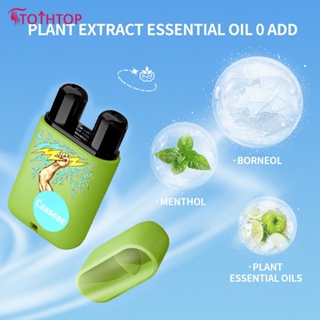 TOTHTOP
PLANT EXTRACT ESSENTIAL OIL 0 ADD
BORNEOL
MENTHOL
PLANT
ESSENTIAL OILS